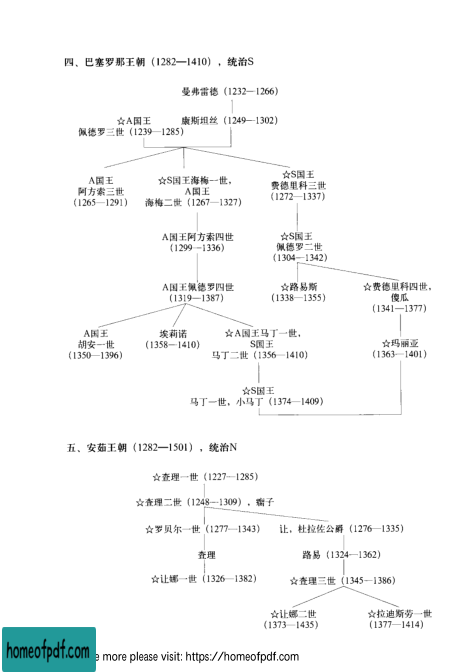 四、巴塞罗那王朝（1282—1410），统治S
曼弗雷德（1232—1266）
☆A国王 康斯坦丝（1249—1302）
佩德罗三世（1239—1285）
A国王
阿方索三世
（1265—1291）
☆S国王海梅一世，
A国王
海梅二世（1267—1327）
☆S国王
费德里科三世
（1272—1337）
A国王阿方索四世
（1299—1336）
☆S国王
佩德罗二世
（1304—1342）
A国王佩德罗四世
（1319—1387）
☆路易斯
（1338—1355）
☆费德里科四世，
傻瓜
（1341—1377）
A国王
胡安一世
（1350—1396）
埃莉诺
（1358—1410）
☆A国王马丁一世，
S国王
马丁二世（1356—1410）
☆玛丽亚
（1363—1401）
☆S国王
马丁一世，小马丁（1374—1409）
五、安茹王朝（1282—1501），统治N
☆查理一世（1227—1285）
☆查理二世（1248—1309），瘸子
☆罗贝尔一世（1277—1343） 让，杜拉佐公爵（1276—1335）
查理 路易（1324—1362）
☆让娜一世（1326—1382） ☆查理三世（1345—1386）
☆让娜二世
（1373—1435）
☆拉迪斯劳一世
（1377—1414）
homeofpdf.com
e more please visit: https://homeofpdf.com